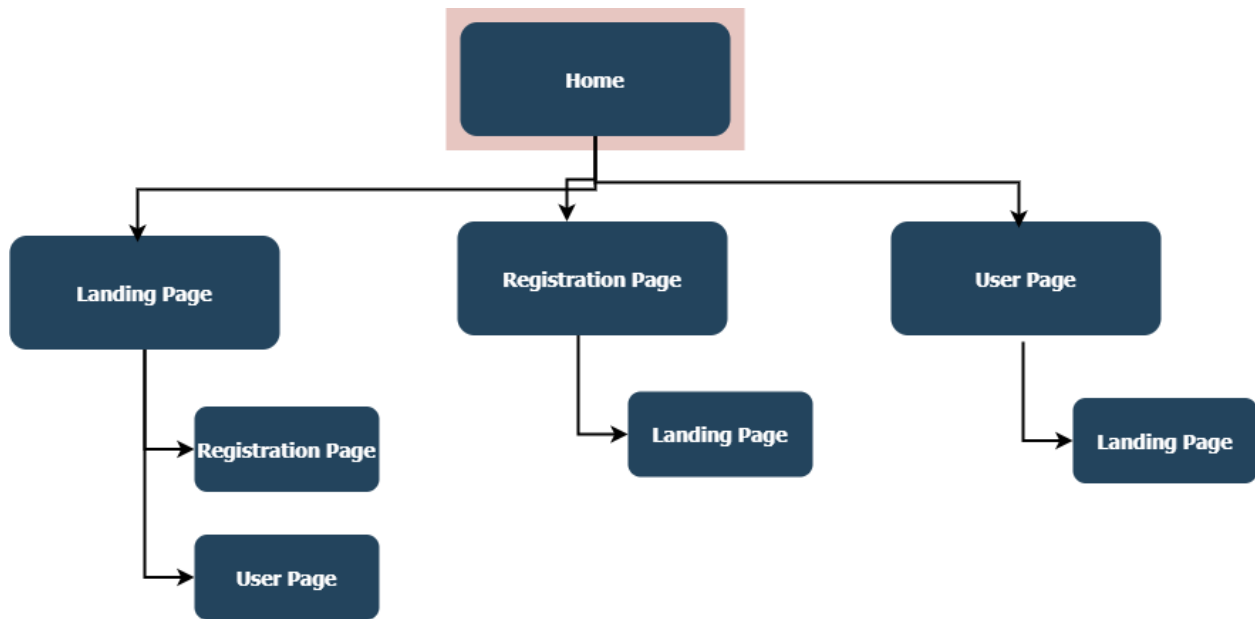 Home
Landing Page
Registration Page
User Page
Registration Page
User Page
Landing Page
Landing Page